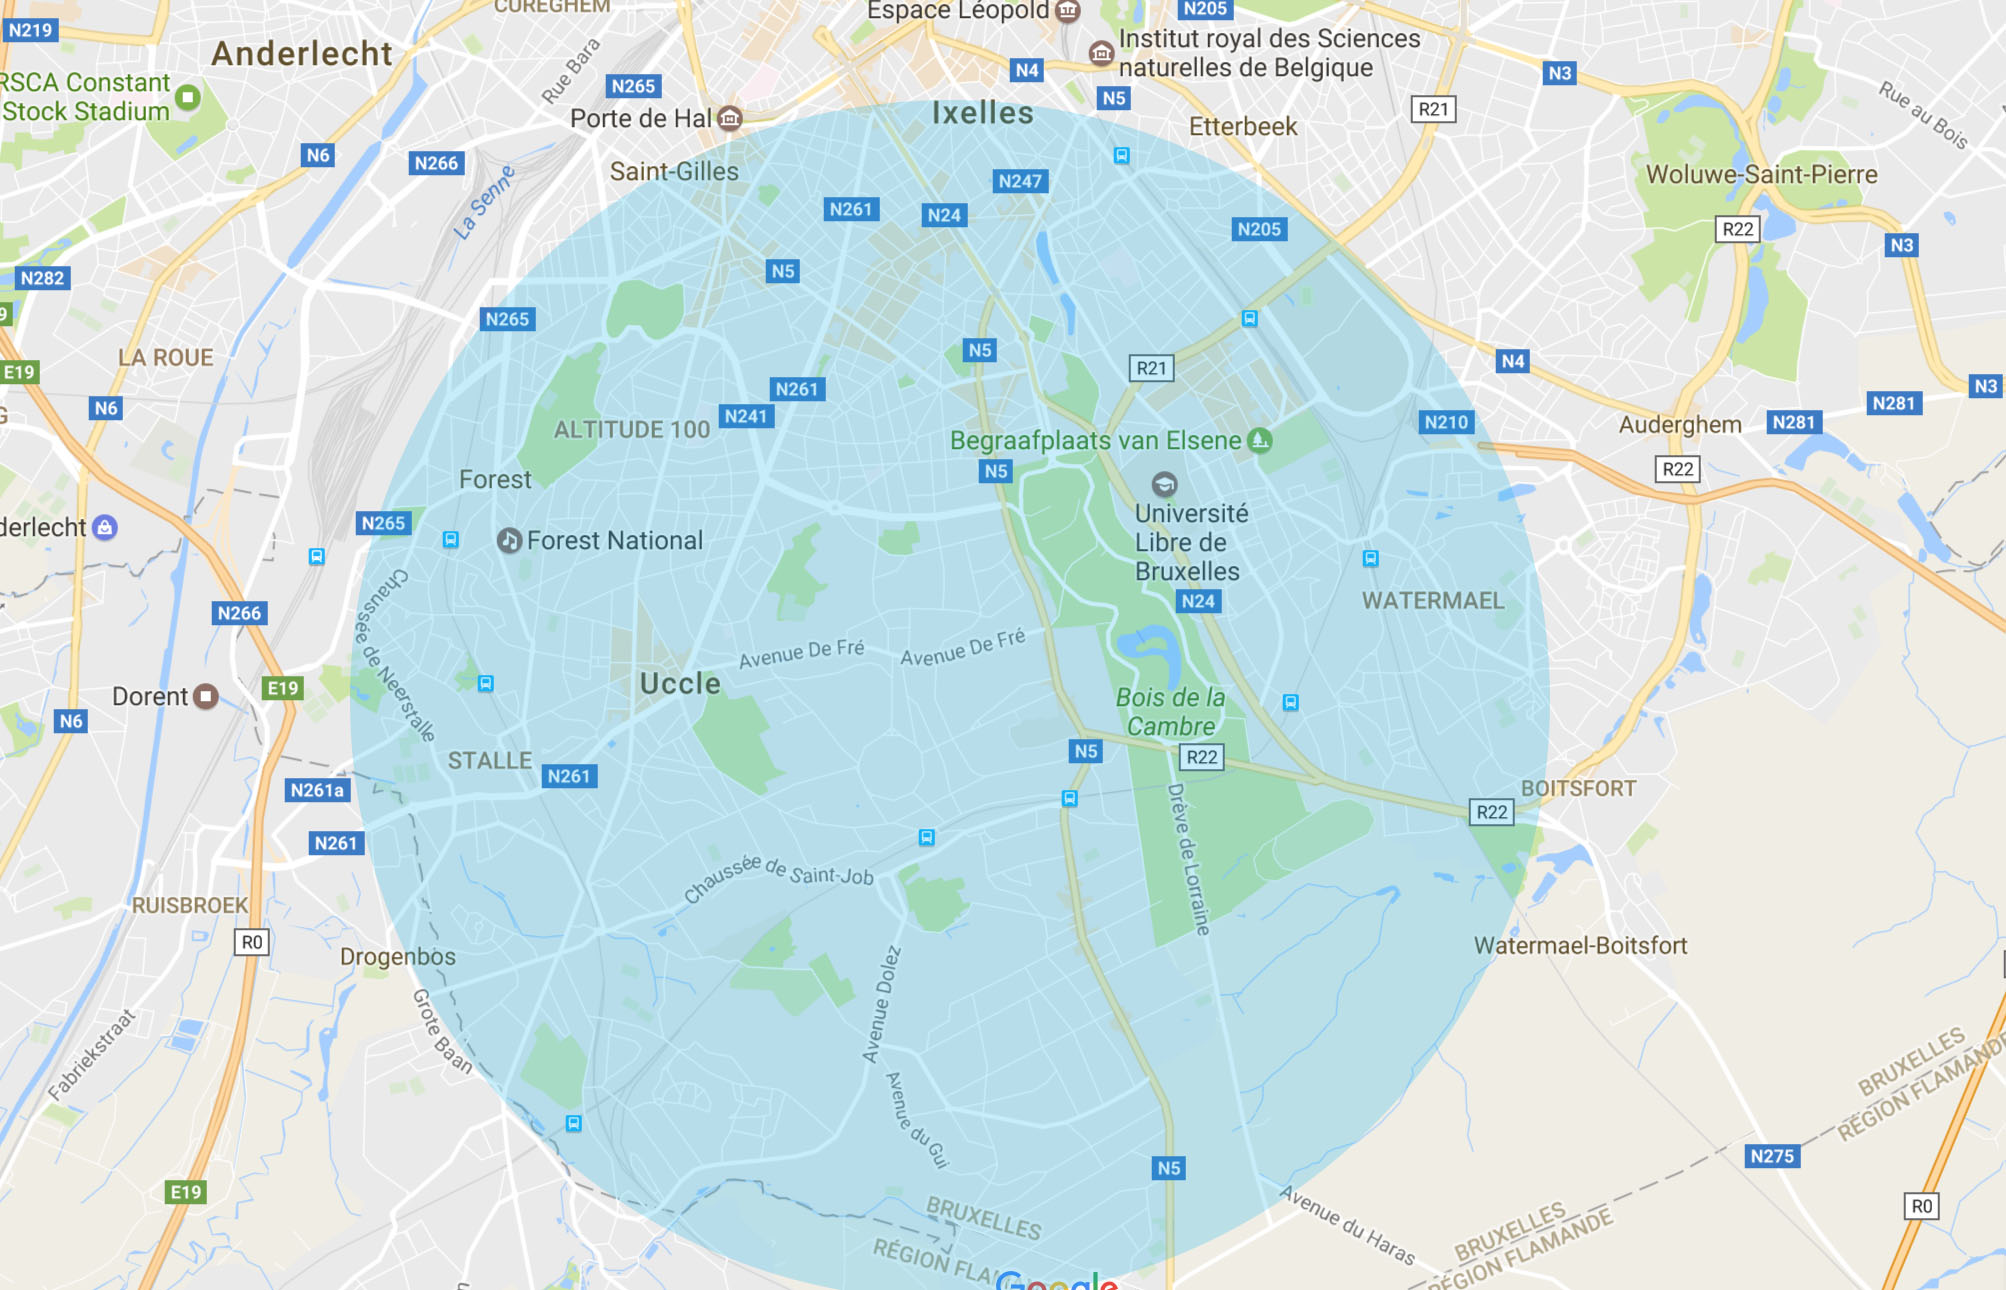 CUREGHEM
Espace Léopold
N205
N219
Anderlecht
Institut royal des Sciences
naturelles de Belgique
N4
N3
Rue Bara
RSCA Constant
Stock Stadium
N265
N5
Porte de Hal
Ixelles
Etterbeek
R21
Rue au Bois
N6
N266
Saint-Gilles
La Senne
N247
Woluwe-Saint-Pierre
N261
N24
N205
R22
N3
N282
N5
9
N265
LA ROUE
N5
R21
N4
E19
N6
N261
N241
N3
N281
G
ALTITUDE 100
Begraafplaats van Elsene
N210
Auderghem
N281
Forest
N5
R22
Université
Libre de
Bruxelles
derlecht
N265
Forest National
Chaussée de Neerstalle
N266
N24
WATERMAEL
Avenue De Fré
Avenue De Fré
Dorent
E19
Uccle
Bois de la
Cambre
N6
STALLE
N261
N5
R22
N261a
BOITSFORT
R22
N261
Drève de Lorraine
Chaussée de Saint-Job
RUISBROEK
R0
Drogenbos
Watermael-Boitsfort
Avenue Dolez
Grote Baan
Fabriekstraat
BRUXELLES
RÉGION FLAMANDE
Avenue du Gui
N5
N275
E19
BRUXELLES
RÉGION FLA
Avenue du Haras
BRUXELLES
RÉGION FLAMANDE
R0
Google